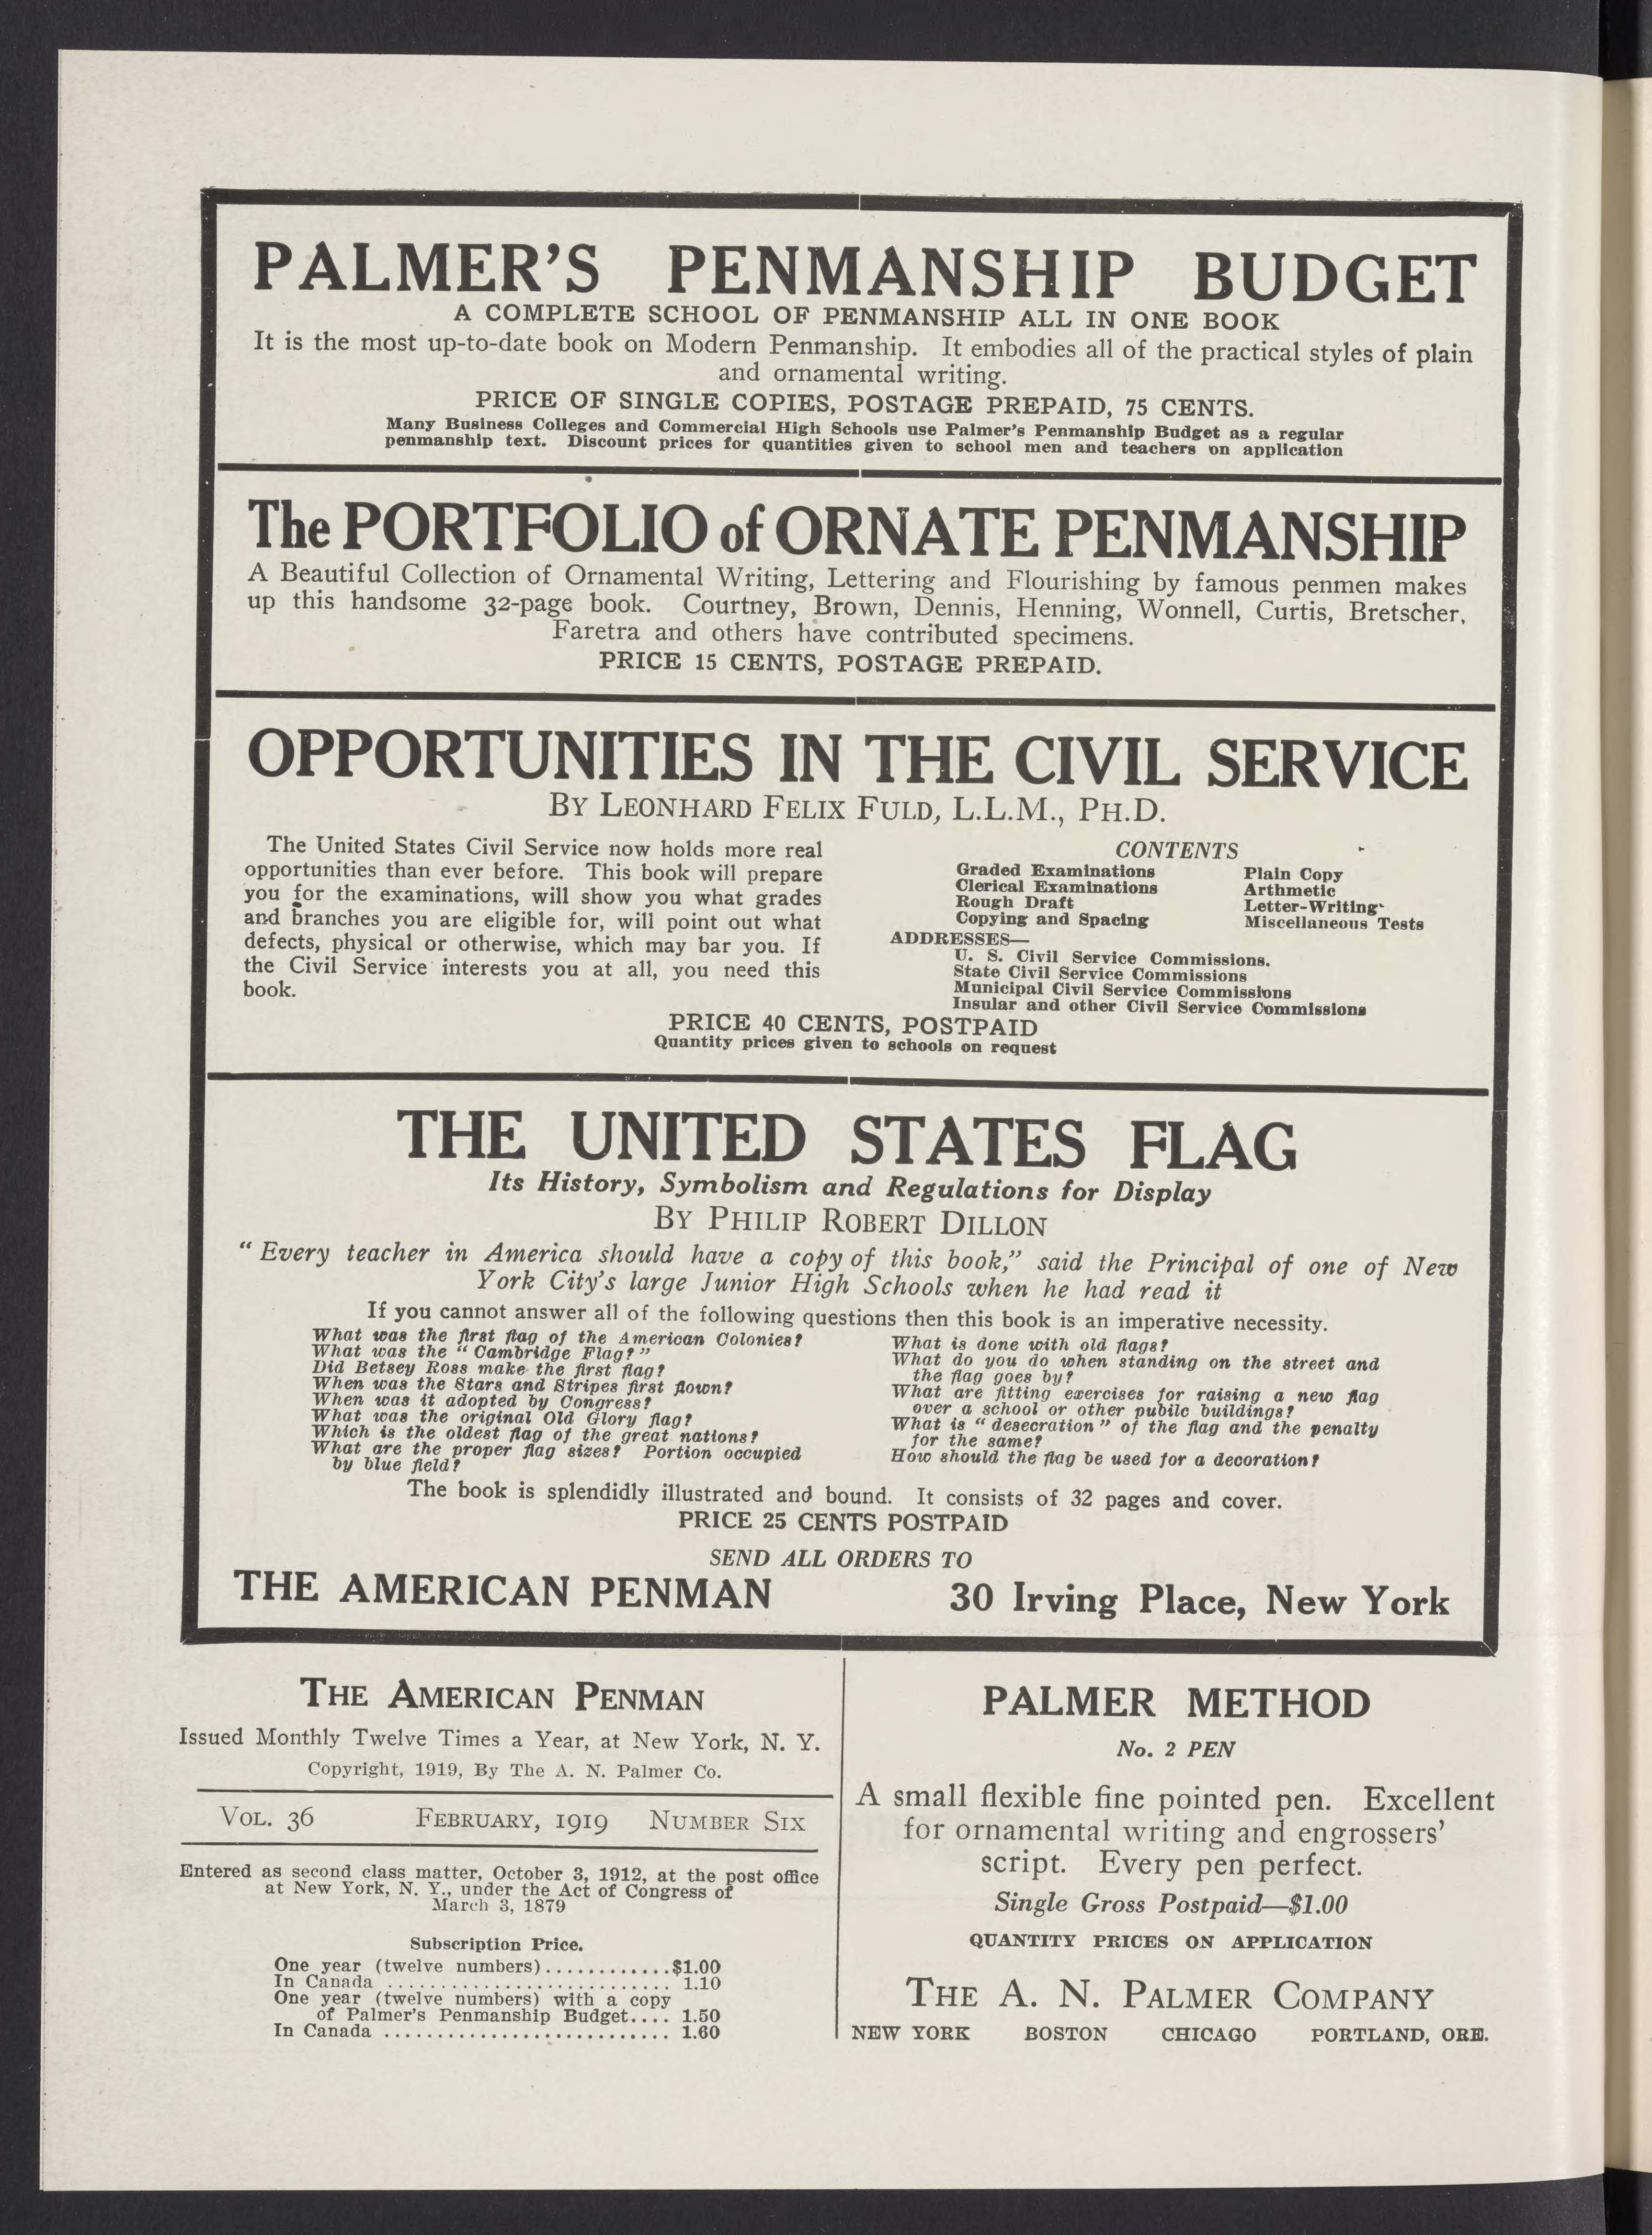 PALMER'S PENMANSHIP BUDGET
A COMPLETE SCHOOL OF PENMANSHIP ALL IN ONE BOOK
It is the most up-to-date book on Modern Penmanship. It embodies all of the practical styles of plain
and ornamental writing.
PRICE OF SINGLE COPIES, POSTAGE PREPAID, 75 CENTS.
Many Business Colleges and Commercial High Schools use Palmer's Penmanship Budget as a regular
penmanship text. Discount prices for quantities given to school men and teachers on application
The PORTFOLIO of ORNATE PENMANSHIP
A Beautiful Collection of Ornamental Writing, Lettering and Flourishing by famous penmen makes
up this handsome 32-page book. Courtney, Brown, Dennis, Henning, Wonnell, Curtis, Bretscher,
Faretra and others have contributed specimens.
PRICE 15 CENTS, POSTAGE PREPAID.
OPPORTUNITIES IN THE CIVIL SERVICE
BY LEONHARD FELIX FULD, L.L.M., PH.D.
The United States Civil Service now holds more real
opportunities than ever before. This book will prepare
you for the examinations, will show you what grades
and branches you are eligible for, will point out what
defects, physical or otherwise, which may bar you. If
the Civil Service interests you at all, you need this
book.
CONTENTS
Graded Examinations
Clerical Examinations
Rough Draft
Copying and Spacing
Plain Copy
Arthmetic
Letter-Writing
Miscellaneous Tests
ADDRESSES—
U. S. Civil Service Commissions.
State Civil Service Commissions
Municipal Civil Service Commissions
Insular and other Civil Service Commissions
PRICE 40 CENTS, POSTPAID
Quantity prices given to schools on request
THE UNITED STATES FLAG
Its History, Symbolism and Regulations for Display
BY PHILIP ROBERT DILLON
"Every teacher in America should have a copy of this book," said the Principal of one of New
York City's large Junior High Schools when he had read it
If you cannot answer all of the following questions then this book is an imperative necessity.
What was the first flag of the American Colonies?
What was the "Cambridge Flag?"
Did Betsey Ross make the first flag?
When was the Stars and Stripes first flown?
When was it adopted by Congress?
What was the original Old Glory flag?
Which is the oldest flag of the great nations?
What are the proper flag sizes? Portion occupied
by blue field?
What is done with old flags?
What do you do when standing on the street and
the flag goes by?
What are fitting exercises for raising a new flag
over a school or other pubilc buildings?
What is "desecration" of the flag and the penalty
for the same?
How should the flag be used for a decoration?
The book is splendidly illustrated and bound. It consists of 32 pages and cover.
PRICE 25 CENTS POSTPAID
SEND ALL ORDERS TO
THE AMERICAN PENMAN 30 Irving Place, New York
THE AMERICAN PENMAN
Issued Monthly Twelve Times a Year, at New York, N. Y.
Copyright, 1919, By The A. N. Palmer Co.
VOL. 36 FEBRUARY, 1919 NUMBER SIX
Entered as second class matter, October 3, 1912, at the post office
at New York, N. Y., under the Act of Congress of
March 3, 1879
Subscription Price.
One year (twelve numbers)............$1.00
In Canada ........................... 1.10
One year (twelve numbers) with a copy
of Palmer's Penmanship Budget.... 1.50
In Canada ........................... 1.60
PALMER METHOD
No. 2 PEN
A small flexible fine pointed pen. Excellent
for ornamental writing and engrossers'
script. Every pen perfect.
Single Gross Postpaid—$1.00
QUANTITY PRICES ON APPLICATION
THE A. N. PALMER COMPANY
NEW YORK BOSTON CHICAGO PORTLAND, ORE.